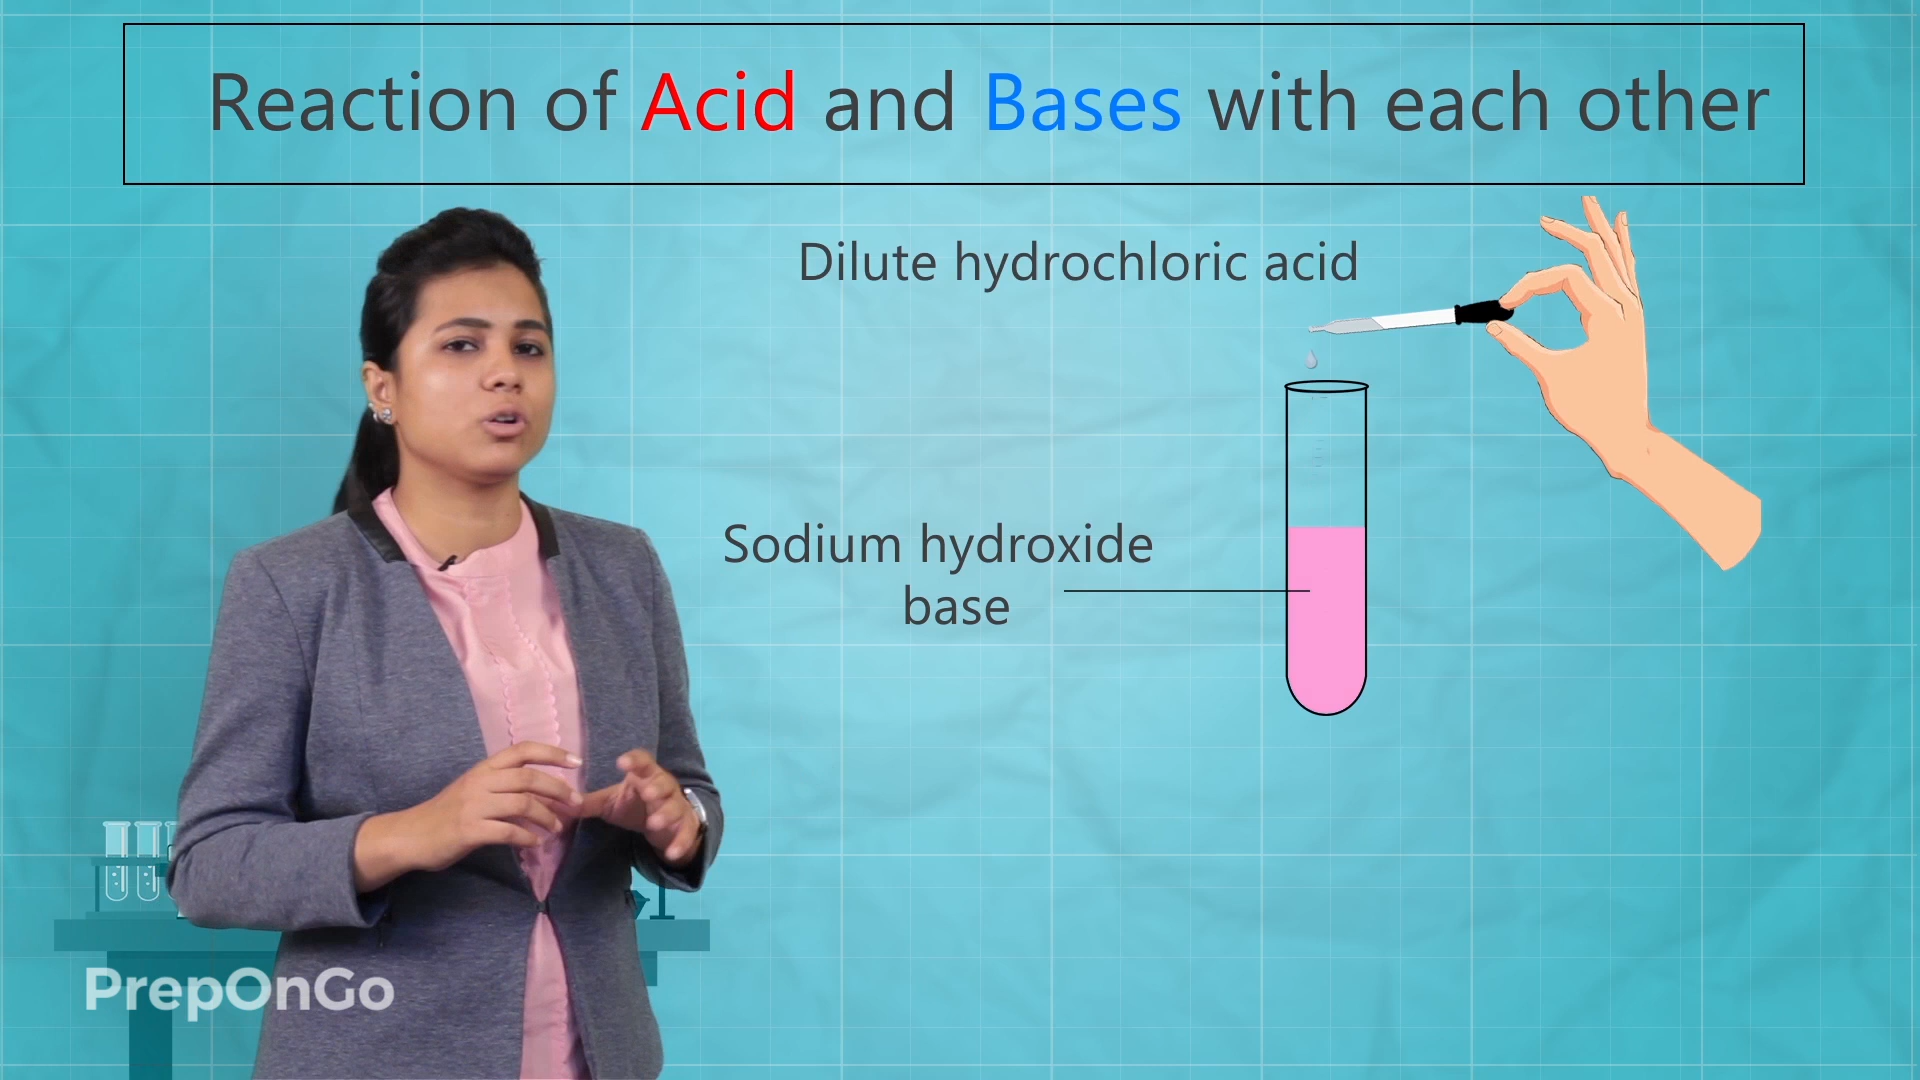 Reaction of Acid and Bases with each other
Dilute hydrochloric acid
Sodium hydroxide
base
PrepOnGo